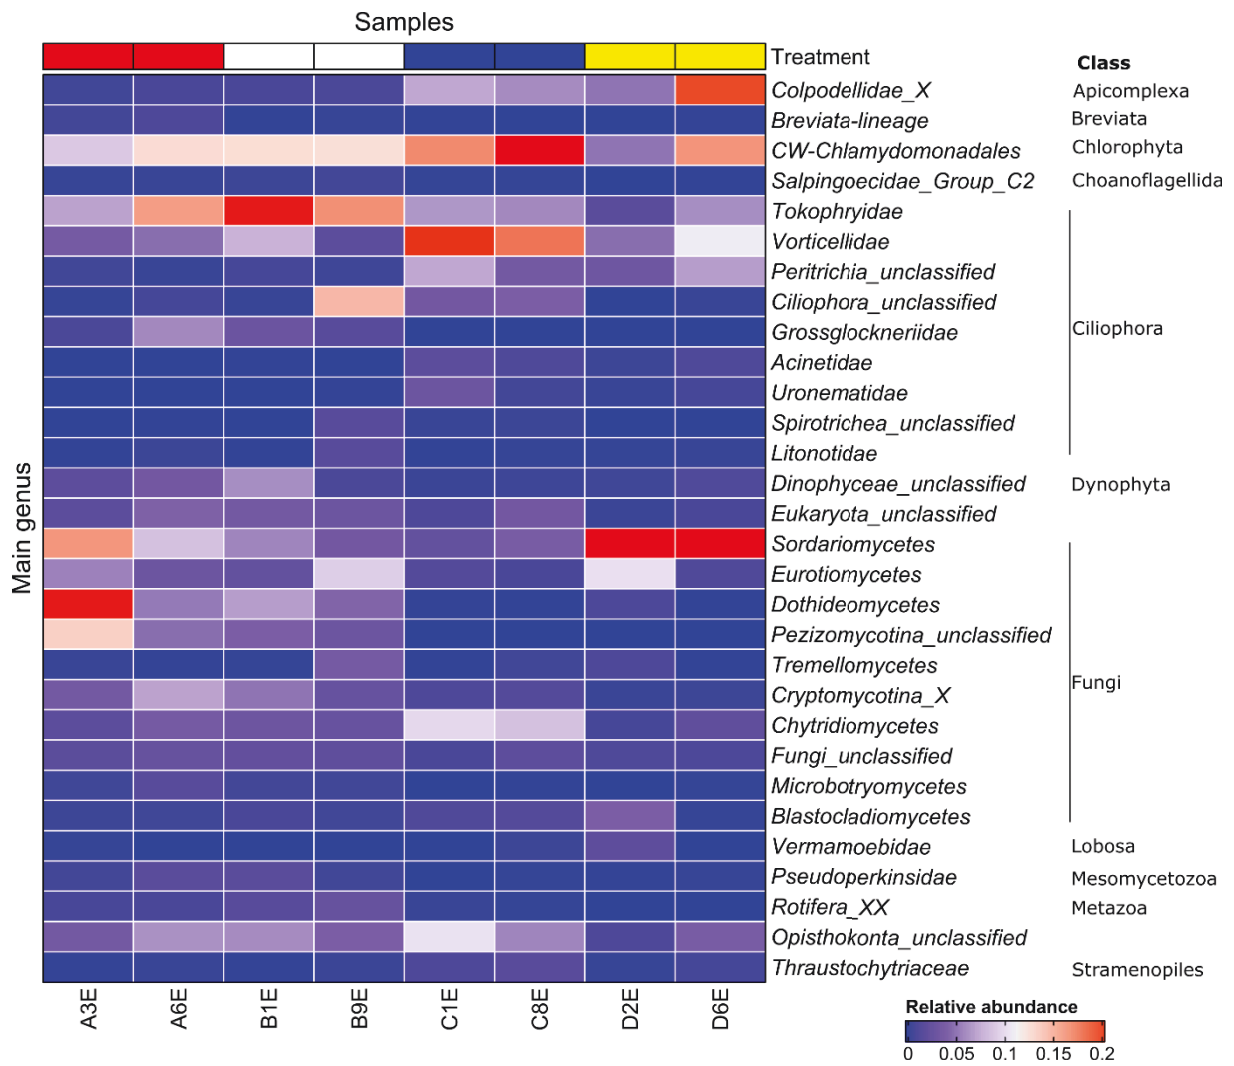 Samples
Treatment
Class
Colpodellidae_X Apicomplexa
Breviata-lineage Breviata
CW-Chlamydomonadales Chlorophyta
Salpingoecidae_Group_C2 Choanoflagellida
Tokophryidae
Vorticellidae
Peritrichia_unclassified
Ciliophora_unclassified
Grossglockneriidae
Ciliophora
Acinetidae
Uronematidae
Spirotrichea_unclassified
Litonotidae
Dinophyceae_unclassified Dynophyta
Eukaryota_unclassified
Sordariomycetes
Eurotiomycetes
Dothideomycetes
Pezizomycotina_unclassified
Tremellomycetes
Fungi
Cryptomycotina_X
Chytridiomycetes
Fungi_unclassified
Microbotryomycetes
Blastocladiomycetes
Vermamoebidae Lobosa
Pseudoperkinsidae Mesomycetozoa
Rotifera_XX Metazoa
Opisthokonta_unclassified
Thraustochytriaceae Stramenopiles
Main genus
A3E A6E B1E B9E C1E C8E D2E D6E
Relative abundance
0 0.05 0.1 0.15 0.2